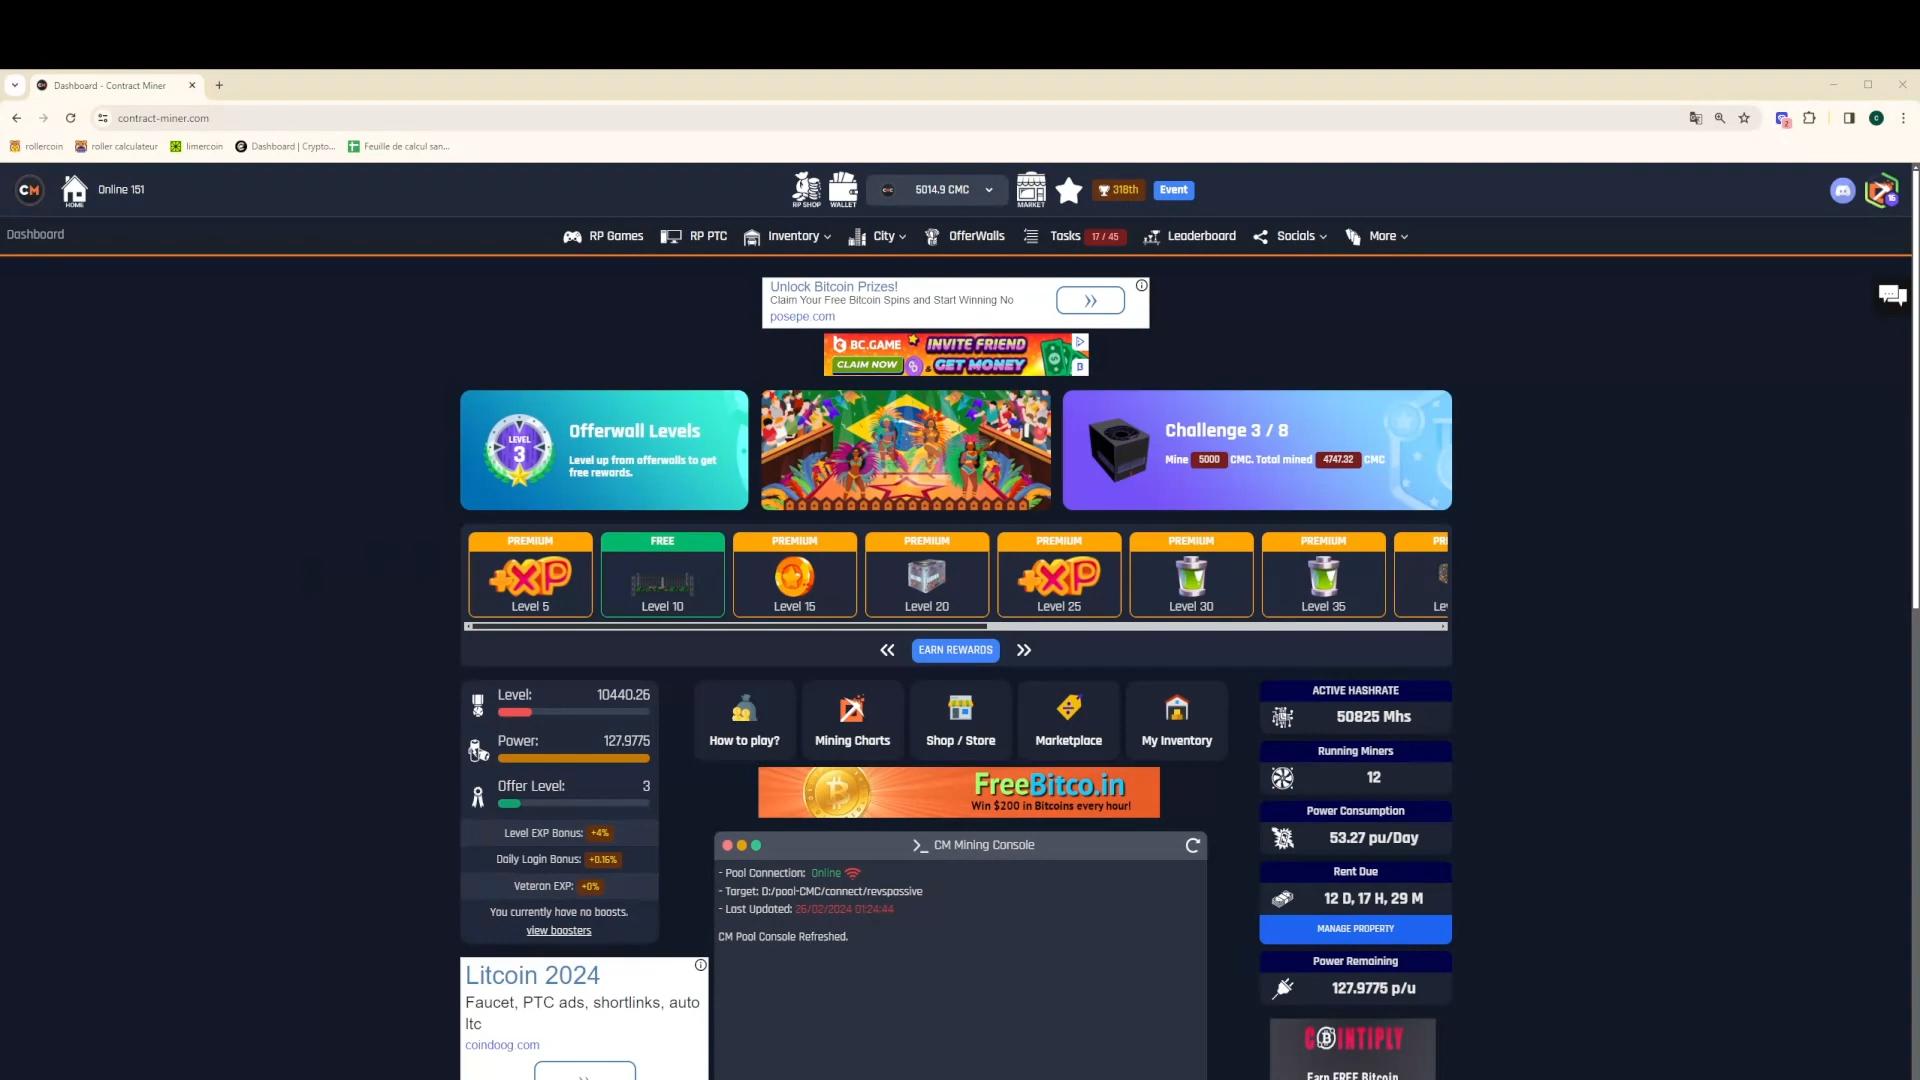 Dashboard - Contract Miner
contract-miner.com
rollercoin
roller calculateur
limercoin
Dashboard | Crypto...
Feuille de calcul san...
CM
HOME
Online 151
RP SHOP
WALLET
5014.9 CMC
MARKET
318th
Event
16
Dashboard
RP Games
RP PTC
Inventory
City
OfferWalls
Tasks 17 / 45
Leaderboard
Socials
More
Unlock Bitcoin Prizes!
Claim Your Free Bitcoin Spins and Start Winning No
posepe.com
BC.GAME
CLAIM NOW
INVITE FRIEND
GET MONEY
LEVEL
3
Offerwall Levels
Level up from offerwalls to get
free rewards.
Challenge 3 / 8
Mine 5000 CMC. Total mined 4747.32 CMC
PREMIUM
+XP
Level 5
FREE
Level 10
PREMIUM
Level 15
PREMIUM
Level 20
PREMIUM
+XP
Level 25
PREMIUM
Level 30
PREMIUM
Level 35
EARN REWARDS
Level: 10440.26
Power: 127.9775
Offer Level: 3
Level EXP Bonus: +4%
Daily Login Bonus: +0.16%
Veteran EXP: +0%
You currently have no boosts.
view boosters
How to play?
Mining Charts
Shop / Store
Marketplace
My Inventory
FreeBitco.in
Win $200 in Bitcoins every hour!
CM Mining Console
- Pool Connection: Online
- Target: D:/pool-CMC/connect/revspassive
- Last Updated: 26/02/2024 01:24:44
CM Pool Console Refreshed.
ACTIVE HASHRATE
50825 Mhs
Running Miners
12
Power Consumption
53.27 pu/Day
Rent Due
12 D, 17 H, 29 M
MANAGE PROPERTY
Power Remaining
127.9775 p/u
Litcoin 2024
Faucet, PTC ads, shortlinks, auto
ltc
coindoog.com
COINTIPLY
Earn FREE Bitcoin